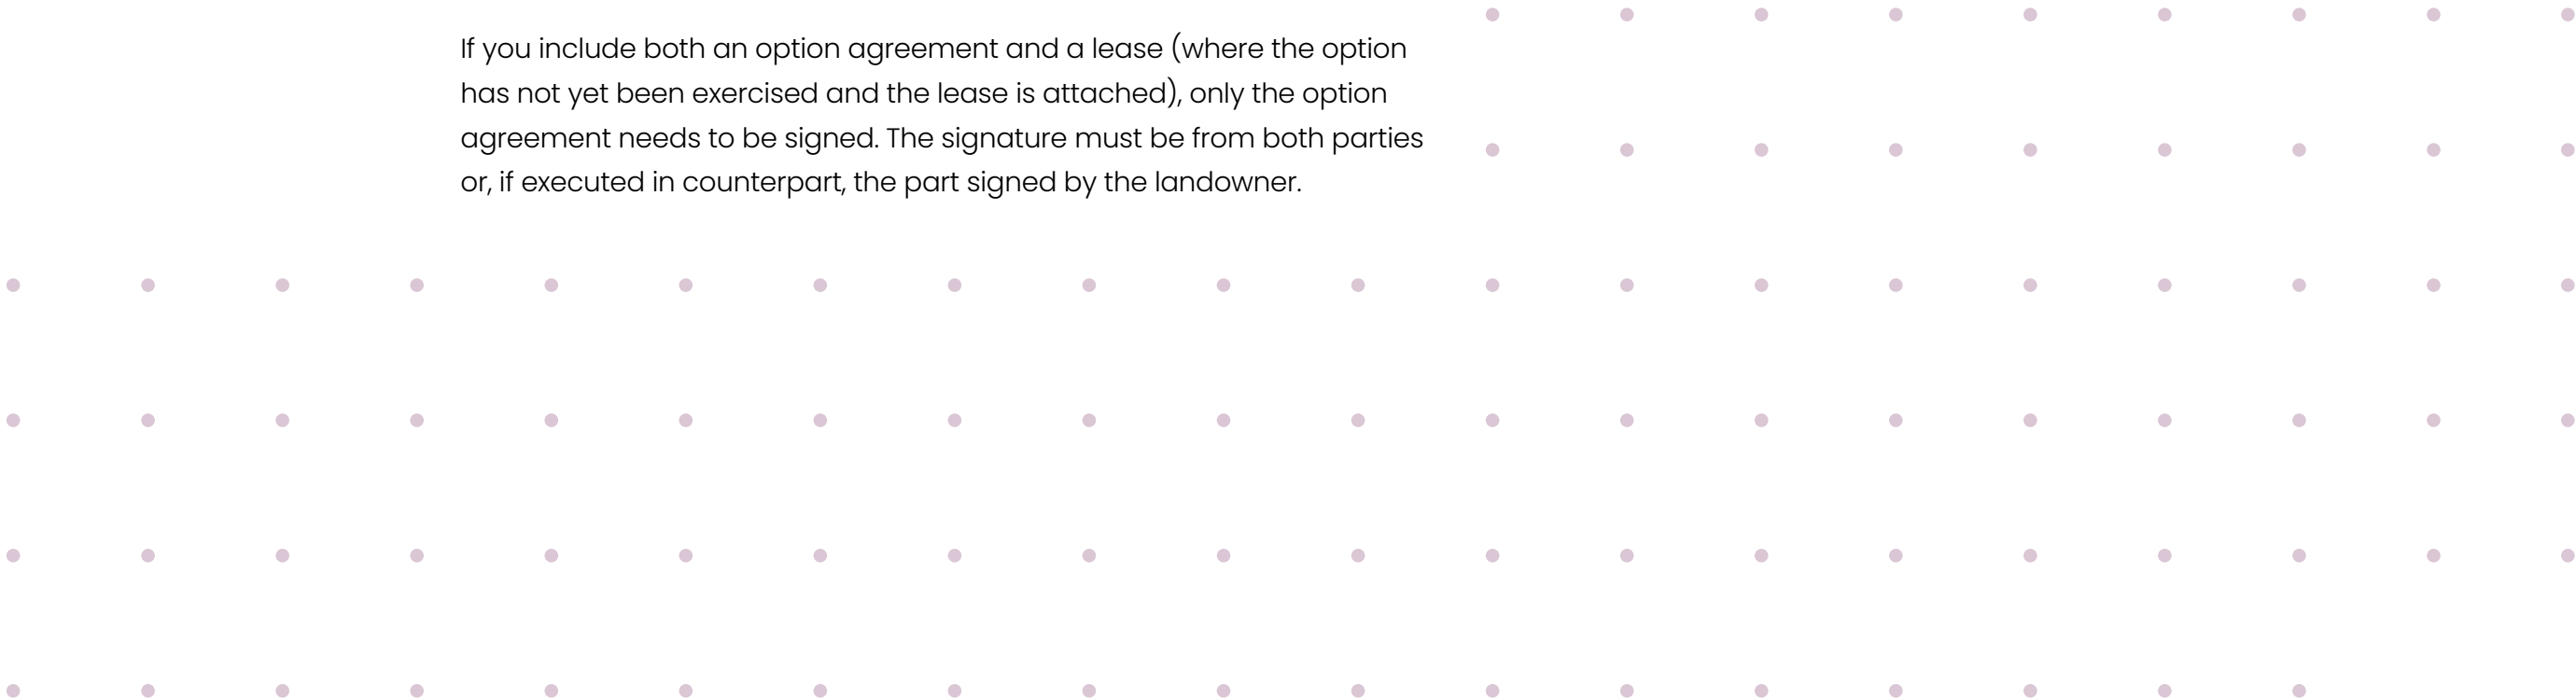 If you include both an option agreement and a lease (where the option
has not yet been exercised and the lease is attached), only the option
agreement needs to be signed. The signature must be from both parties
or, if executed in counterpart, the part signed by the landowner.